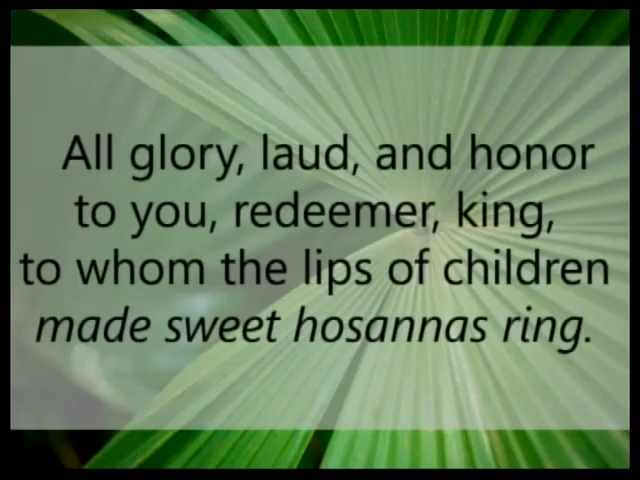 All glory, laud, and honor
to you, redeemer, king,
to whom the lips of children
made sweet hosannas ring.